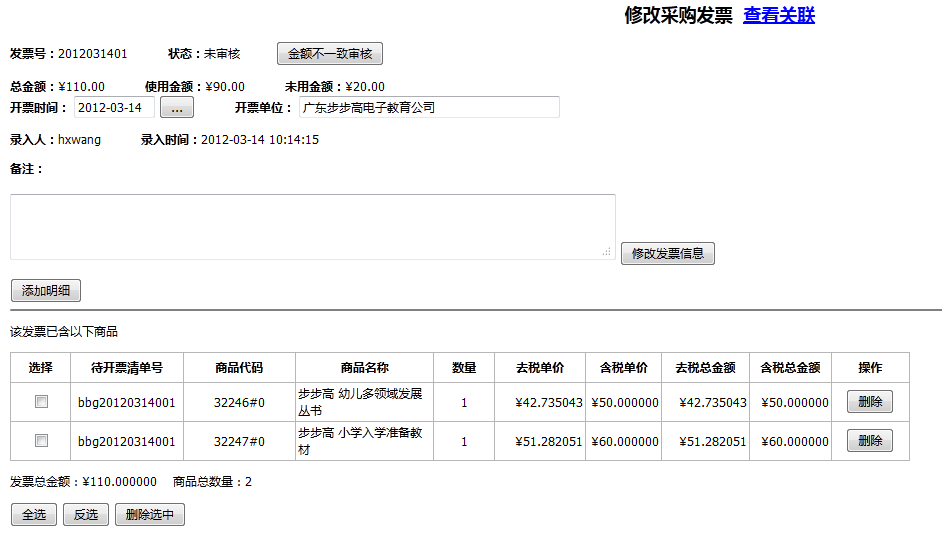 修改采购发票 查看关联
发票号：2012031401 状态：未审核 金额不一致审核
总金额：¥110.00 使用金额：¥90.00 未用金额：¥20.00
开票时间： 2012-03-14 ... 开票单位： 广东步步高电子教育公司
录入人：hxwang 录入时间：2012-03-14 10:14:15
备注：
修改发票信息
添加明细
该发票已含以下商品
选择 待开票清单号 商品代码 商品名称 数量 去税单价 含税单价 去税总金额 含税总金额 操作
bbg20120314001 32246#0 步步高 幼儿多领域发展 1 ¥42.735043 ¥50.000000 ¥42.735043 ¥50.000000 删除
丛书
bbg20120314001 32247#0 步步高 小学入学准备教 1 ¥51.282051 ¥60.000000 ¥51.282051 ¥60.000000 删除
材
发票总金额：¥110.000000 商品总数量：2
全选 反选 删除选中